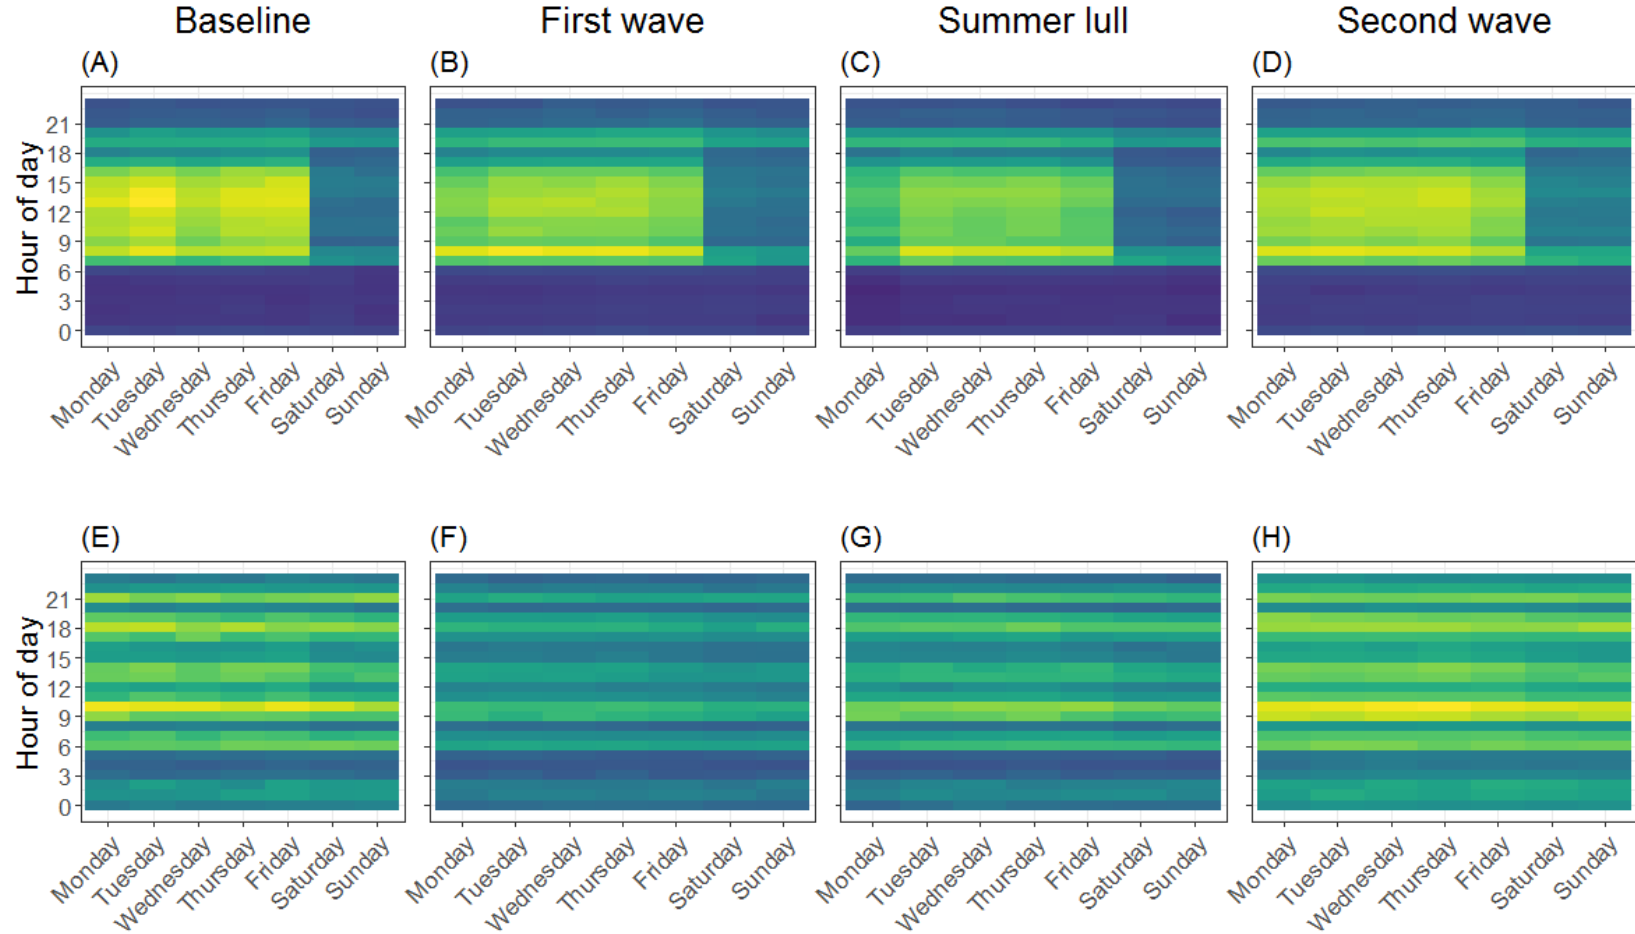 Baseline First wave Summer lull Second wave
(A) (B) (C) (D)
Hour of day
21
18
15
12
9
6
3
0
Monday Tuesday Wednesday Thursday Friday Saturday Sunday Monday Tuesday Wednesday Thursday Friday Saturday Sunday Monday Tuesday Wednesday Thursday Friday Saturday Sunday Monday Tuesday Wednesday Thursday Friday Saturday Sunday
(E) (F) (G) (H)
Hour of day
21
18
15
12
9
6
3
0
Monday Tuesday Wednesday Thursday Friday Saturday Sunday Monday Tuesday Wednesday Thursday Friday Saturday Sunday Monday Tuesday Wednesday Thursday Friday Saturday Sunday Monday Tuesday Wednesday Thursday Friday Saturday Sunday